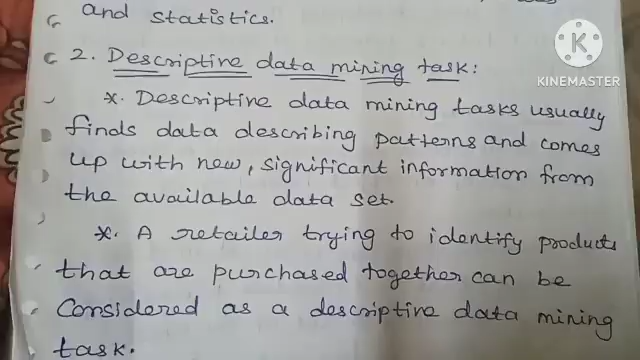 and statistics.
2. Descriptive data mining task:
*. Descriptive data mining tasks usually
finds data describing patterns and comes
up with new, significant information from
the available data set.
*. A retailer trying to identify products
that are purchased together can be
Considered as a descriptive data mining
task.
K
KINEMASTER